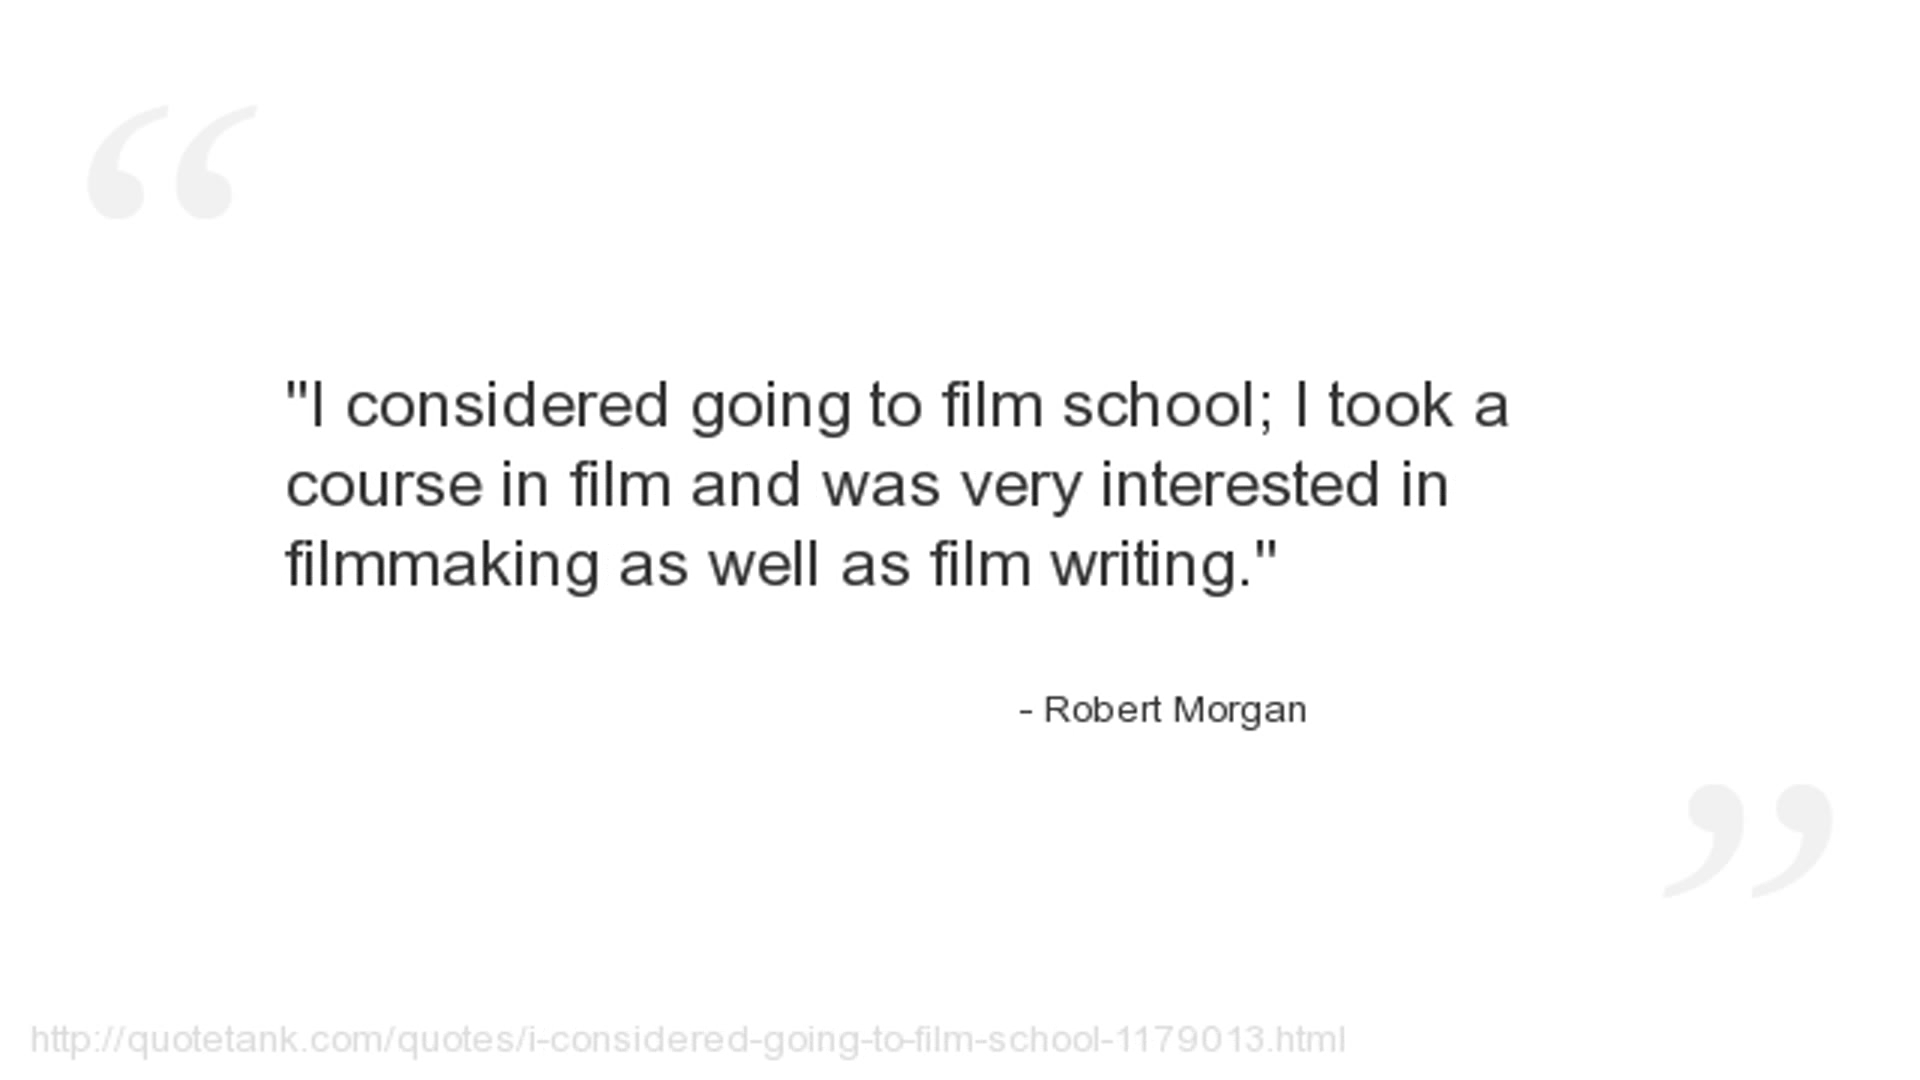 "I considered going to film school; I took a
course in film and was very interested in
filmmaking as well as film writing."
- Robert Morgan
http://quotetank.com/quotes/i-considered-going-to-film-school-1179013.html